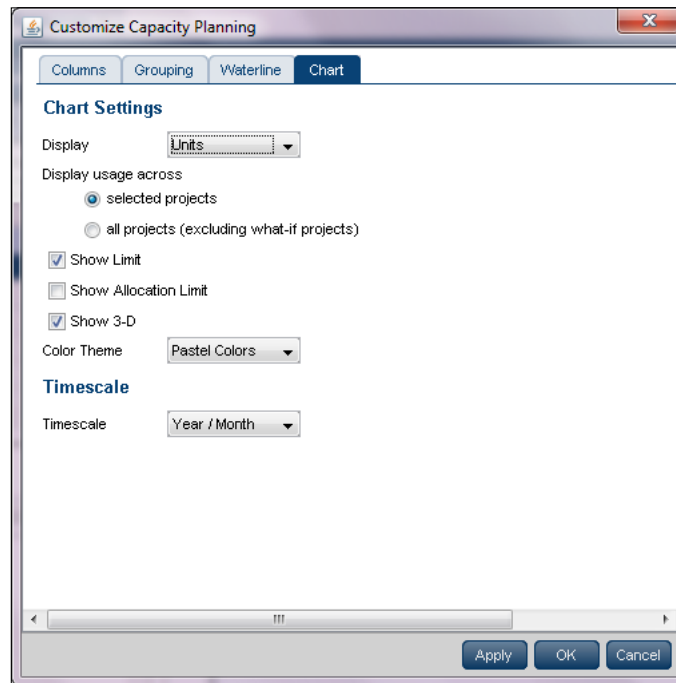 Customize Capacity Planning
Columns Grouping Waterline Chart
Chart Settings
Display Units
Display usage across
selected projects
all projects (excluding what-if projects)
Show Limit
Show Allocation Limit
Show 3-D
Color Theme Pastel Colors
Timescale
Timescale Year / Month
Apply OK Cancel